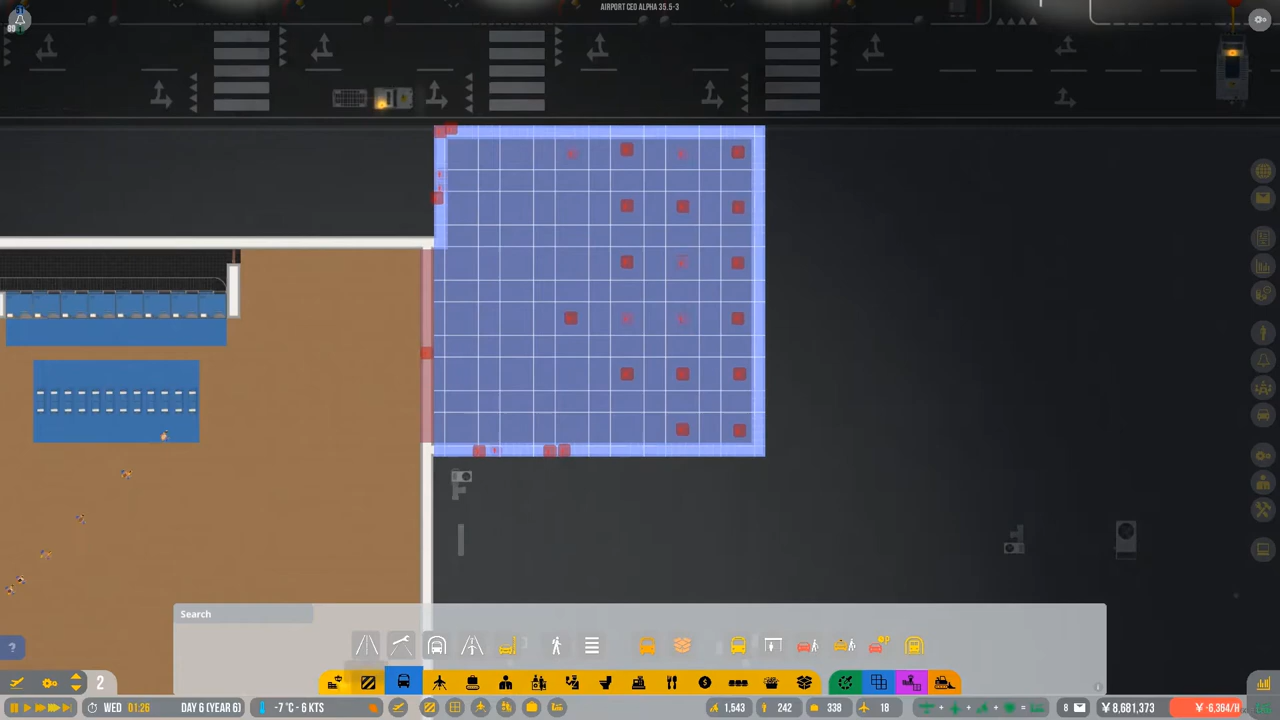 AIRPORT CEO ALPHA 35.5-3
Search
?
2
WED 01:26
DAY 6 (YEAR 6)
-7 °C - 6 KTS
1,543
242
338
18
8
¥ 8,681,373
¥ -6,364/H